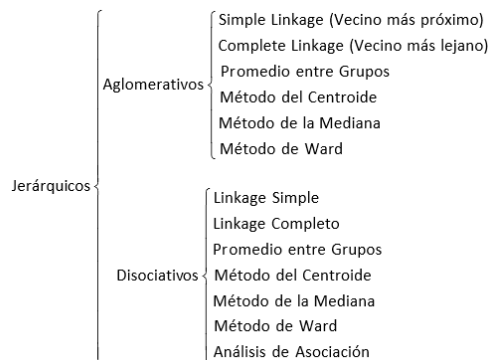 Simple Linkage (Vecino más próximo)
Complete Linkage (Vecino más lejano)
Promedio entre Grupos
Aglomerativos
Método del Centroide
Método de la Mediana
Método de Ward
Jerárquicos
Linkage Simple
Linkage Completo
Promedio entre Grupos
Disociativos
Método del Centroide
Método de la Mediana
Método de Ward
Análisis de Asociación